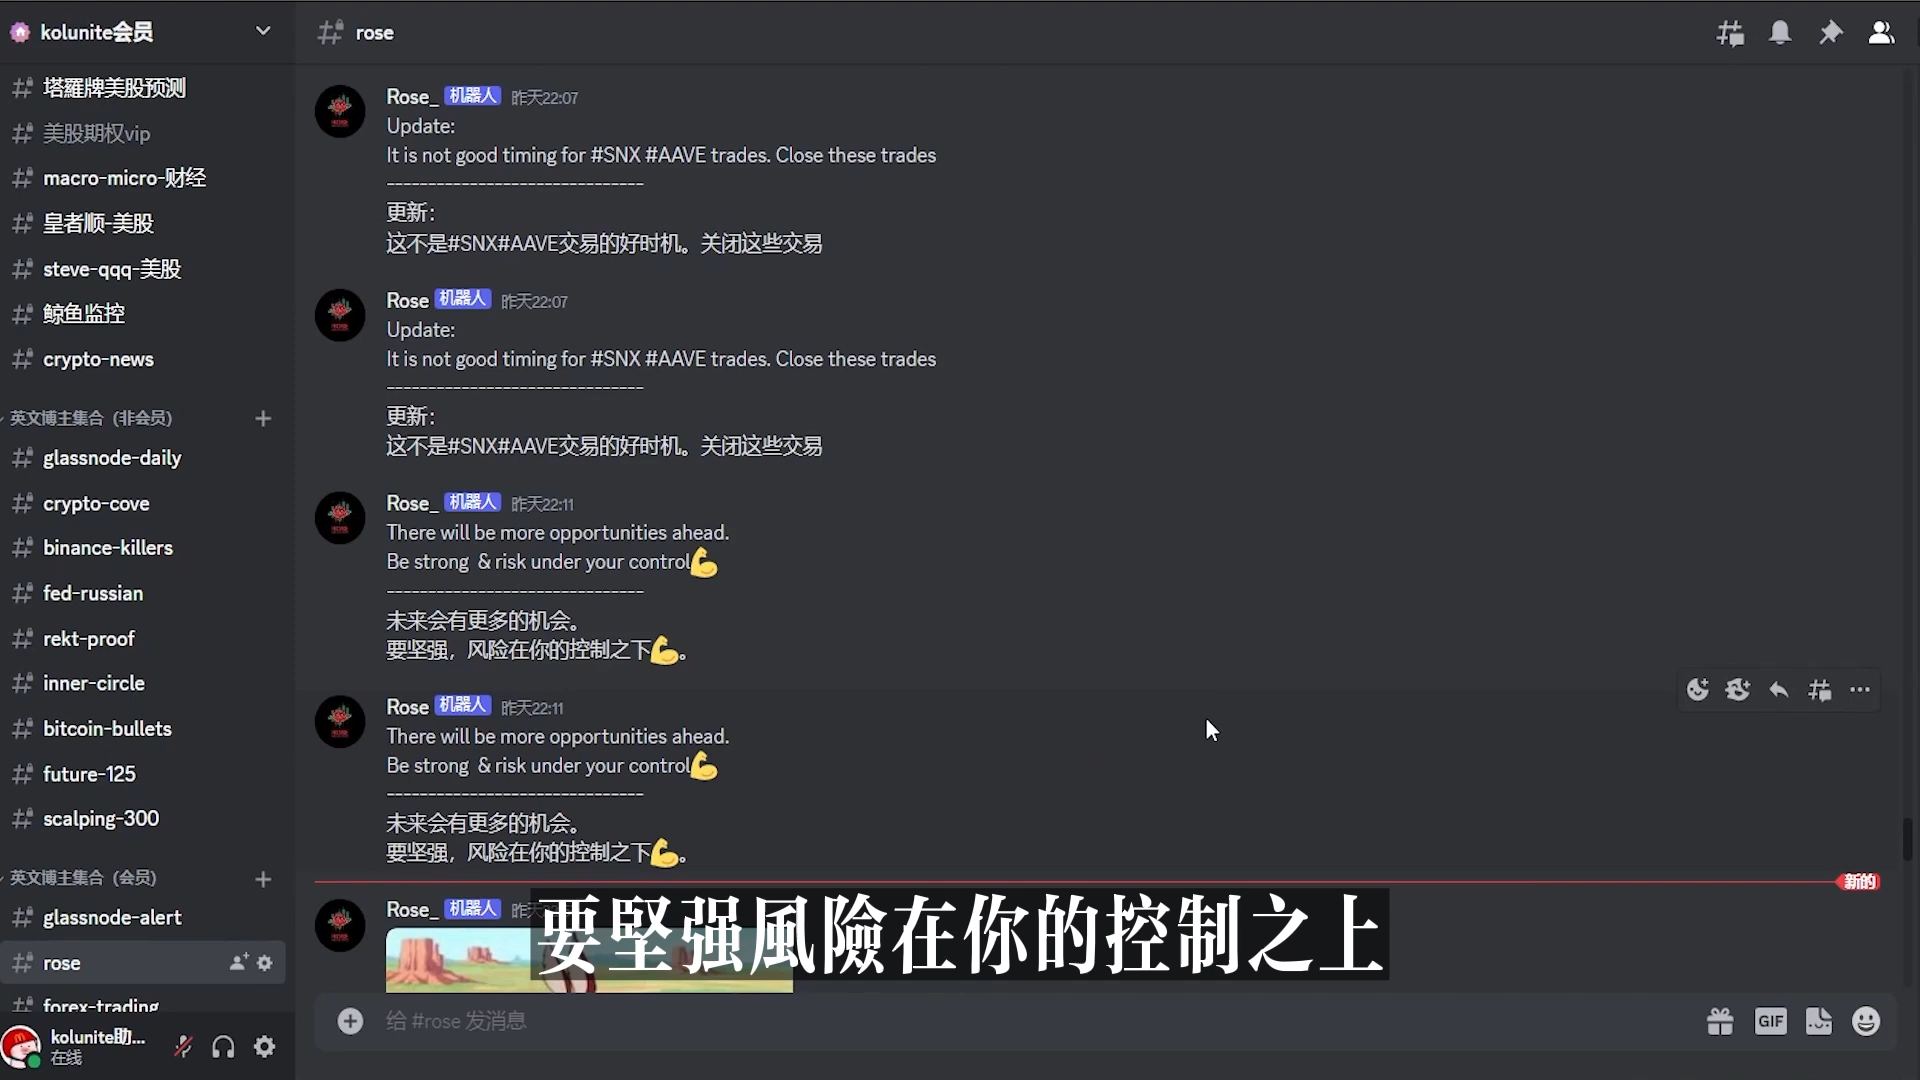 kolunite会员
塔羅牌美股预测
美股期权vip
macro-micro-财经
皇者顺-美股
steve-qqq-美股
鲸鱼监控
crypto-news
英文博主集合（非会员）
glassnode-daily
crypto-cove
binance-killers
fed-russian
rekt-proof
inner-circle
bitcoin-bullets
future-125
scalping-300
英文博主集合（会员）
glassnode-alert
rose
forex-trading
kolunite助...
在线
rose
Rose_ 机器人 昨天22:07
Update:
It is not good timing for #SNX #AAVE trades. Close these trades
-------------------------------
更新：
这不是#SNX#AAVE交易的好时机。关闭这些交易
Rose 机器人 昨天22:07
Update:
It is not good timing for #SNX #AAVE trades. Close these trades
-------------------------------
更新：
这不是#SNX#AAVE交易的好时机。关闭这些交易
Rose_ 机器人 昨天22:11
There will be more opportunities ahead.
Be strong & risk under your control💪
-------------------------------
未来会有更多的机会。
要坚强，风险在你的控制之下💪。
Rose 机器人 昨天22:11
There will be more opportunities ahead.
Be strong & risk under your control💪
-------------------------------
未来会有更多的机会。
要坚强，风险在你的控制之下💪。
新的
Rose_ 机器人
要堅强風險在你的控制之上
给 #rose 发消息
GIF